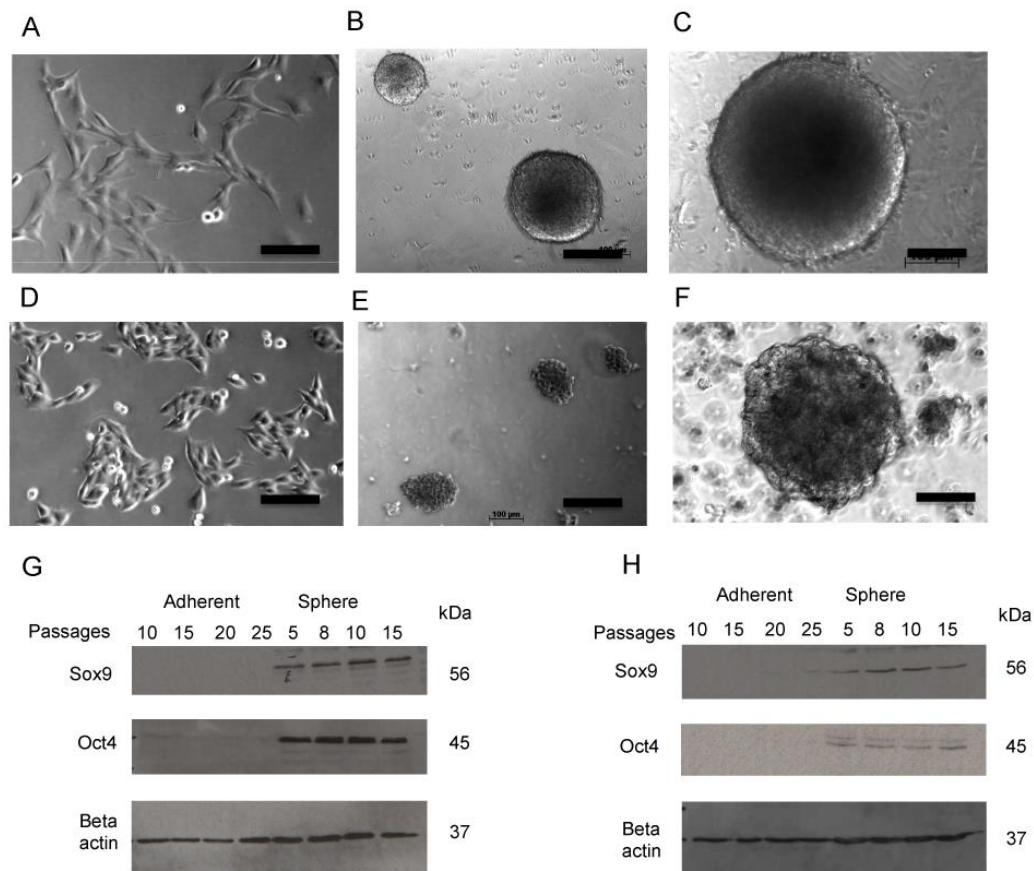 A
B
C
100 µm
D
E
F
100 µm
G
Adherent Sphere
kDa
Passages 10 15 20 25 5 8 10 15
Sox9 56
Oct4 45
Beta
actin
37
H
Adherent Sphere
kDa
Passages 10 15 20 25 5 8 10 15
Sox9 56
Oct4 45
Beta
actin
37